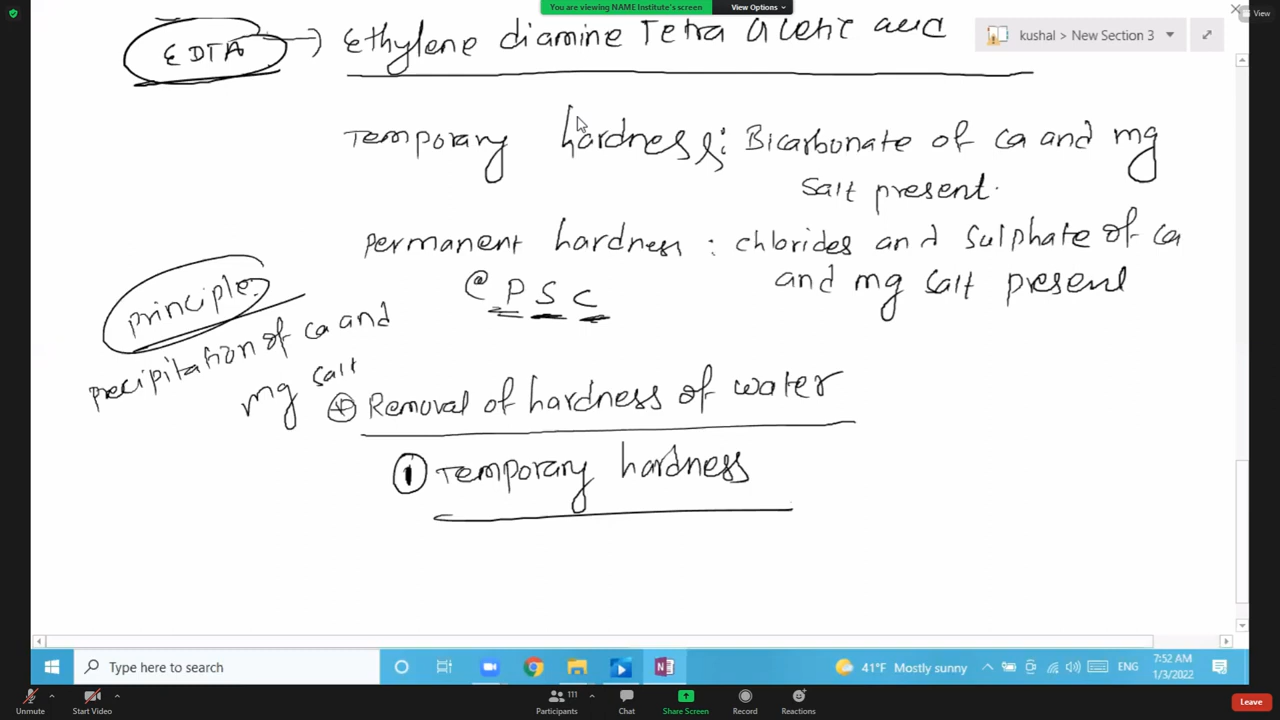 You are viewing NAME Institute's screen
View Options
View
kushal > New Section 3
EDTA → Ethylene diamine Tetra acetic acid
Temporary hardness: Bicarbonate of ca and mg
salt present.
permanent hardness : chlorides and sulphate of ca
and mg salt present
@ P S C
principle
precipitation of ca and
mg salt
Removal of hardness of water
1 Temporary hardness
Type here to search
41°F Mostly sunny
ENG
7:52 AM
1/3/2022
Unmute
Start Video
Participants
111
Chat
Share Screen
Record
Reactions
Leave